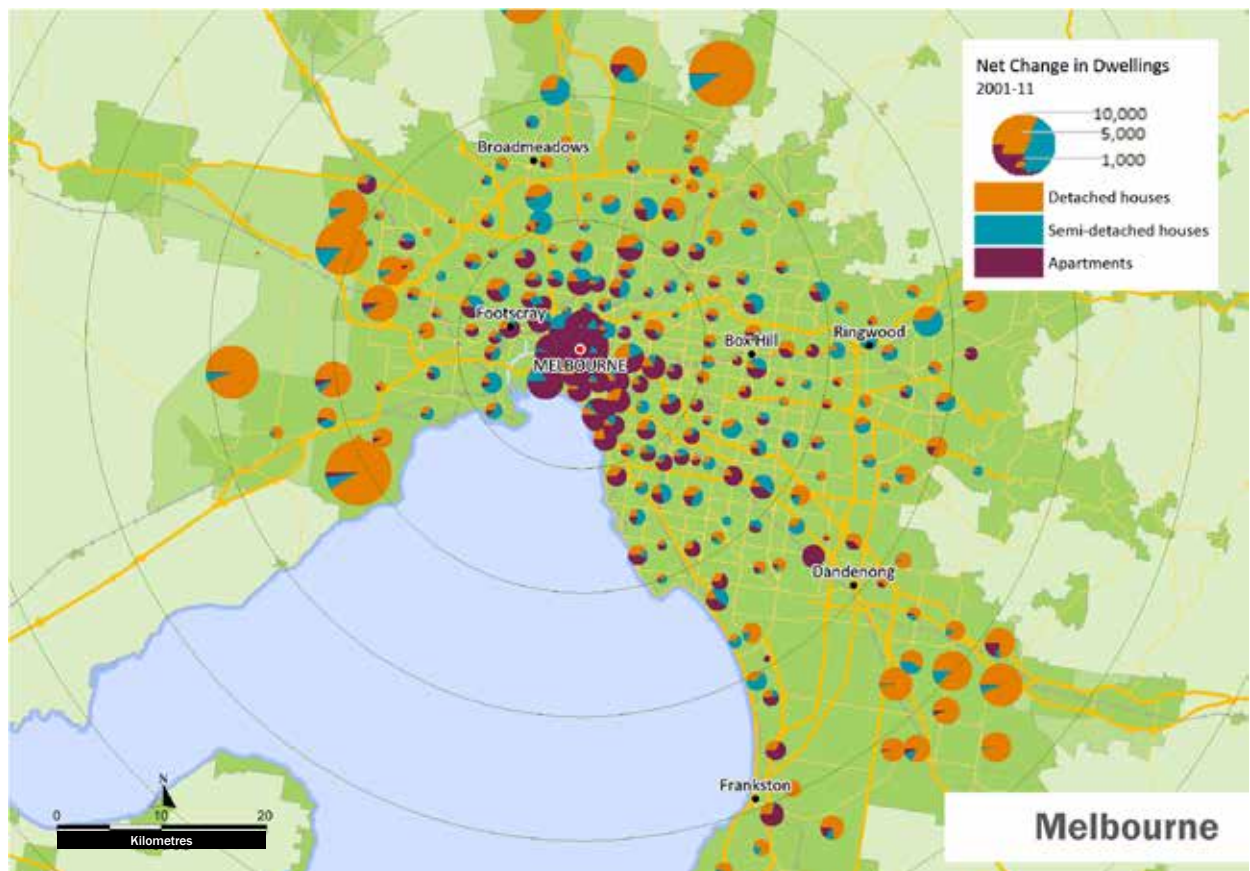 Net Change in Dwellings
2001-11
10,000
5,000
1,000
Detached houses
Semi-detached houses
Apartments
Broadmeadows
Footscray
MELBOURNE
Box Hill
Ringwood
Dandenong
Frankston
N
0 10 20
Kilometres
Melbourne